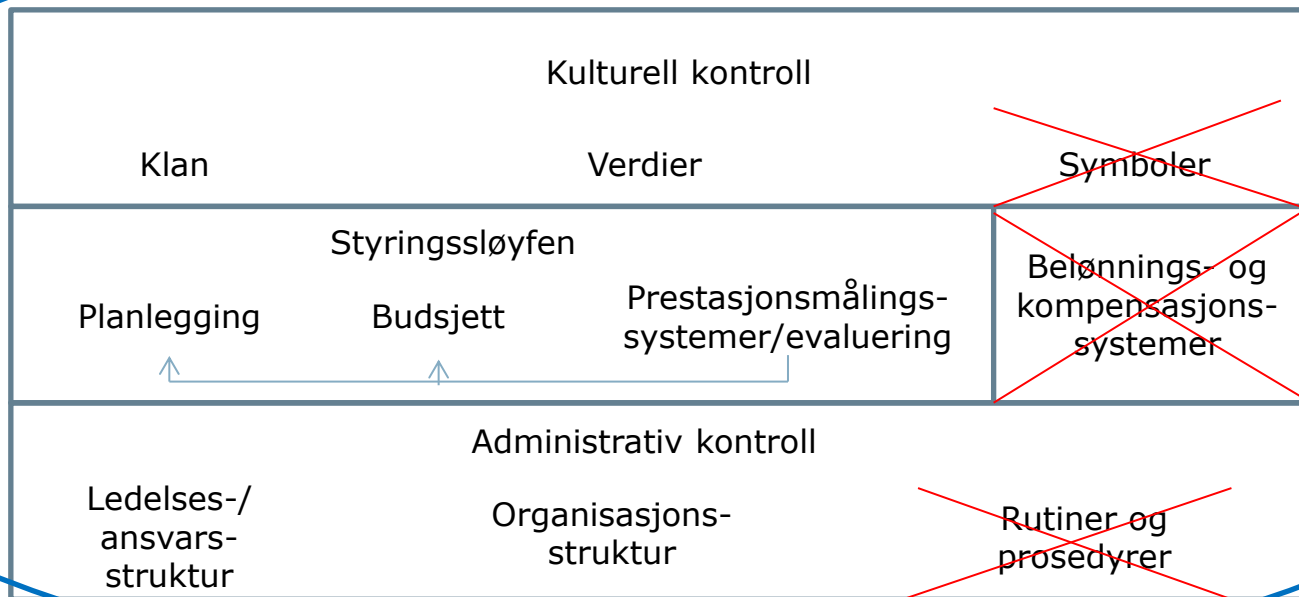 Kulturell kontroll
Klan
Verdier
Symboler
Styringssløyfen
Planlegging
Budsjett
Prestasjonsmålings-
systemer/evaluering
Belønnings- og
kompensasjons-
systemer
Administrativ kontroll
Ledelses-/
ansvars-
struktur
Organisasjons-
struktur
Rutiner og
prosedyrer